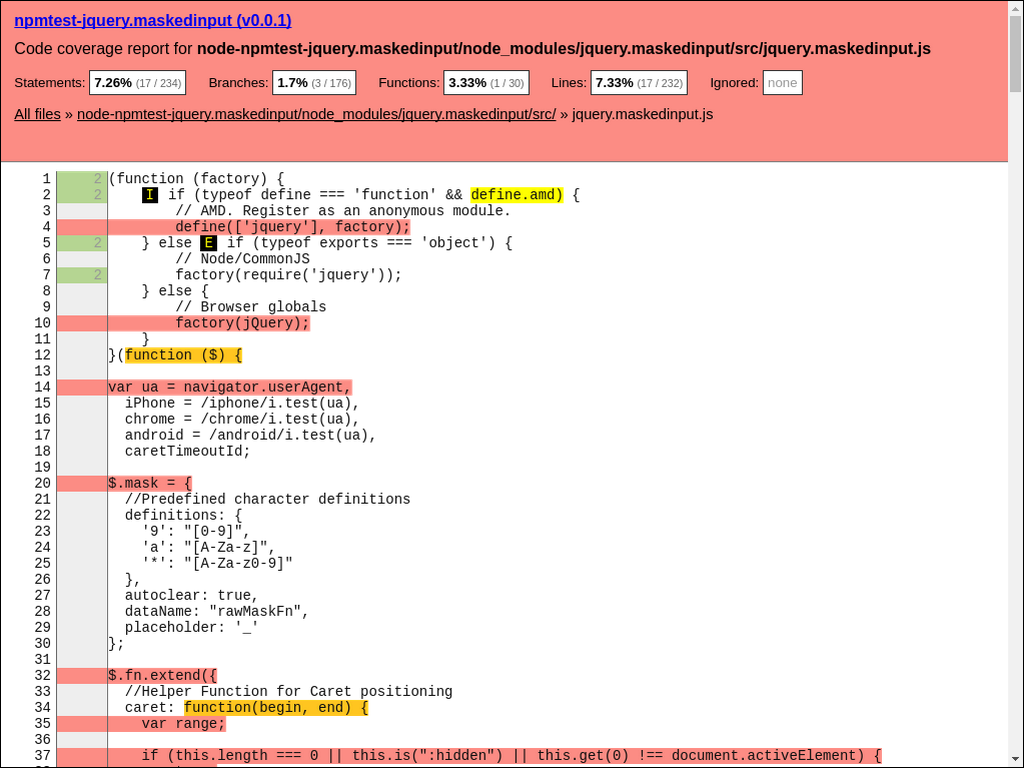 npmtest-jquery.maskedinput (v0.0.1)
Code coverage report for node-npmtest-jquery.maskedinput/node_modules/jquery.maskedinput/src/jquery.maskedinput.js
Statements: 7.26% (17 / 234) Branches: 1.7% (3 / 176) Functions: 3.33% (1 / 30) Lines: 7.33% (17 / 232) Ignored: none
All files » node-npmtest-jquery.maskedinput/node_modules/jquery.maskedinput/src/ » jquery.maskedinput.js
1 2 (function (factory) {
2 2     I if (typeof define === 'function' && define.amd) {
3         // AMD. Register as an anonymous module.
4         define(['jquery'], factory);
5 2     } else E if (typeof exports === 'object') {
6         // Node/CommonJS
7 2         factory(require('jquery'));
8     } else {
9         // Browser globals
10         factory(jQuery);
11     }
12 }(function ($) {
13
14 var ua = navigator.userAgent,
15   iPhone = /iphone/i.test(ua),
16   chrome = /chrome/i.test(ua),
17   android = /android/i.test(ua),
18   caretTimeoutId;
19
20 $.mask = {
21   //Predefined character definitions
22   definitions: {
23     '9': "[0-9]",
24     'a': "[A-Za-z]",
25     '*': "[A-Za-z0-9]"
26   },
27   autoclear: true,
28   dataName: "rawMaskFn",
29   placeholder: '_'
30 };
31
32 $.fn.extend({
33   //Helper Function for Caret positioning
34   caret: function(begin, end) {
35     var range;
36
37     if (this.length === 0 || this.is(":hidden") || this.get(0) !== document.activeElement) {